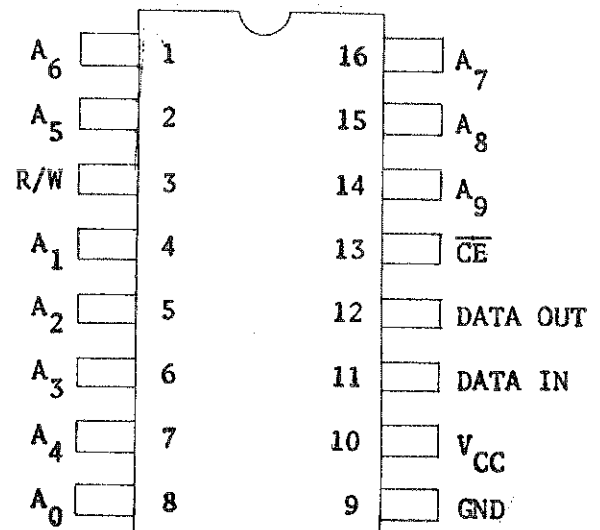 A6 1 16 A7
A5 2 15 A8
R̅/W 3 14 A9
A1 4 13 C̅E̅
A2 5 12 DATA OUT
A3 6 11 DATA IN
A4 7 10 VCC
A0 8 9 GND